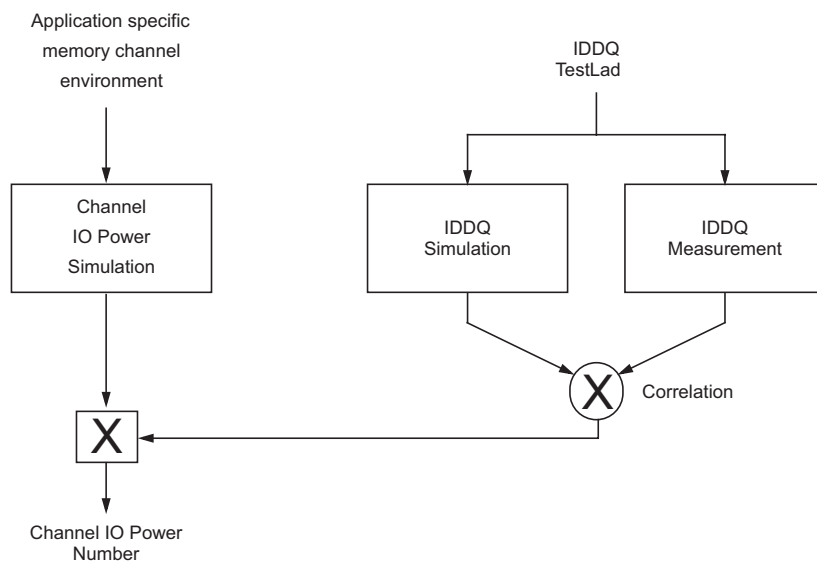 Application specific
memory channel
environment
IDDQ
TestLad
Channel
IO Power
Simulation
IDDQ
Simulation
IDDQ
Measurement
X
Correlation
X
Channel IO Power
Number